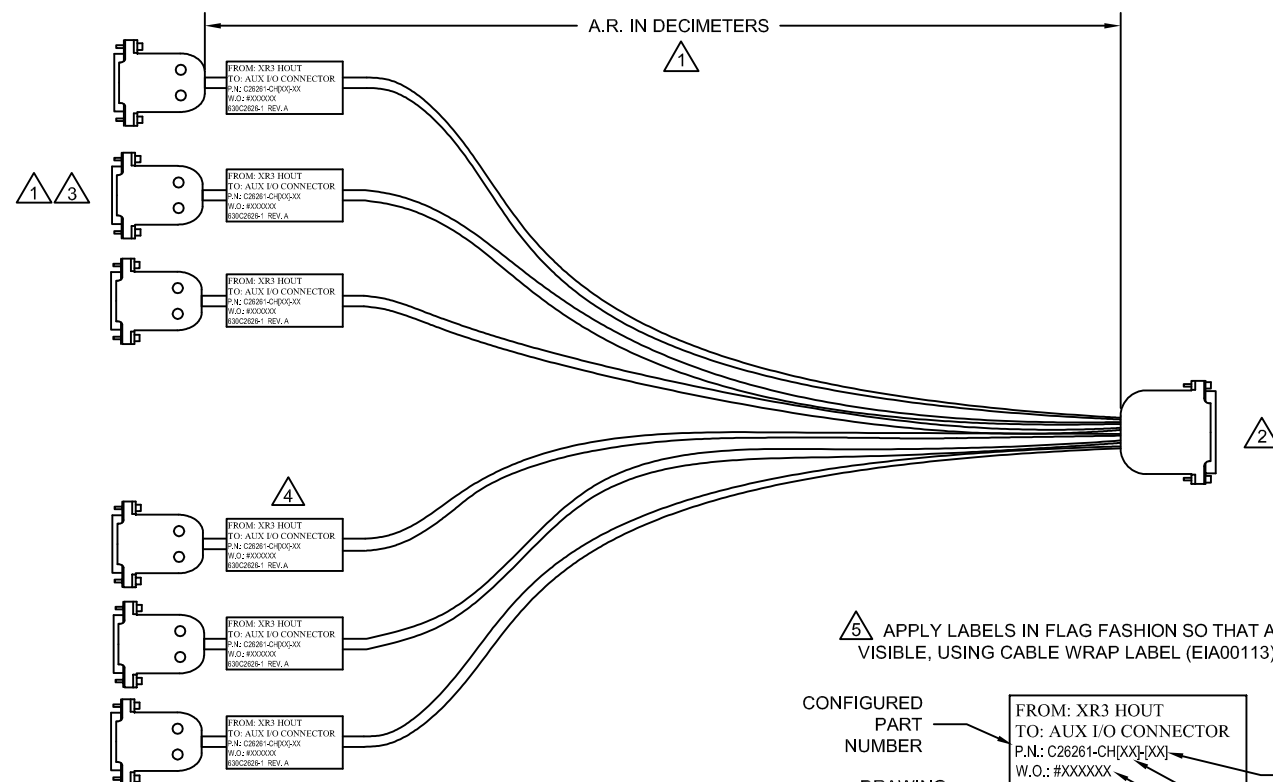 A.R. IN DECIMETERS
1
FROM: XR3 HOUT
TO: AUX I/O CONNECTOR
P.N.: C26261-CH[XX]-XX
W.O.: #XXXXXX
630C2626-1 REV. A
1 3
FROM: XR3 HOUT
TO: AUX I/O CONNECTOR
P.N.: C26261-CH[XX]-XX
W.O.: #XXXXXX
630C2626-1 REV. A
FROM: XR3 HOUT
TO: AUX I/O CONNECTOR
P.N.: C26261-CH[XX]-XX
W.O.: #XXXXXX
630C2626-1 REV. A
2
4
FROM: XR3 HOUT
TO: AUX I/O CONNECTOR
P.N.: C26261-CH[XX]-XX
W.O.: #XXXXXX
630C2626-1 REV. A
FROM: XR3 HOUT
TO: AUX I/O CONNECTOR
P.N.: C26261-CH[XX]-XX
W.O.: #XXXXXX
630C2626-1 REV. A
FROM: XR3 HOUT
TO: AUX I/O CONNECTOR
P.N.: C26261-CH[XX]-XX
W.O.: #XXXXXX
630C2626-1 REV. A
5 APPLY LABELS IN FLAG FASHION SO THAT A
VISIBLE, USING CABLE WRAP LABEL (EIA00113)
CONFIGURED
PART
NUMBER
FROM: XR3 HOUT
TO: AUX I/O CONNECTOR
P.N.: C26261-CH[XX]-[XX]
W.O.: #XXXXXX
DRAWING